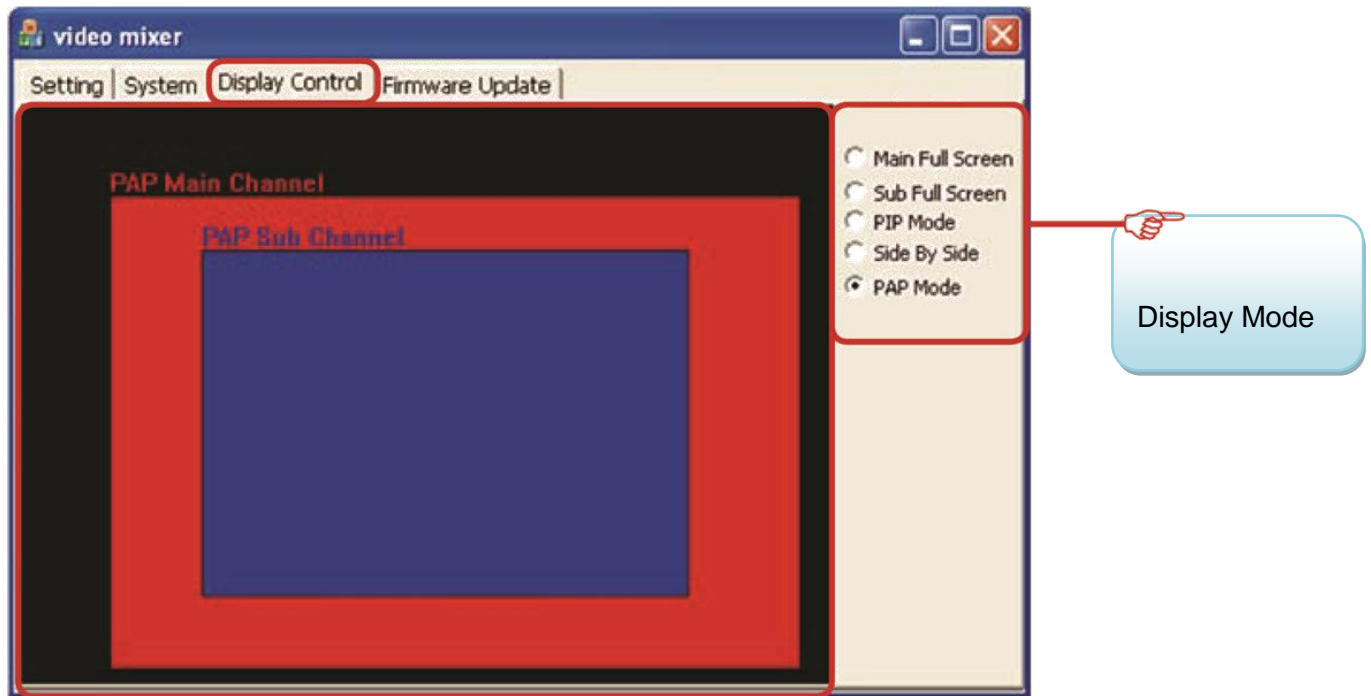 video mixer
Setting System Display Control Firmware Update
PAP Main Channel
PAP Sub Channel
Main Full Screen
Sub Full Screen
PIP Mode
Side By Side
PAP Mode
Display Mode